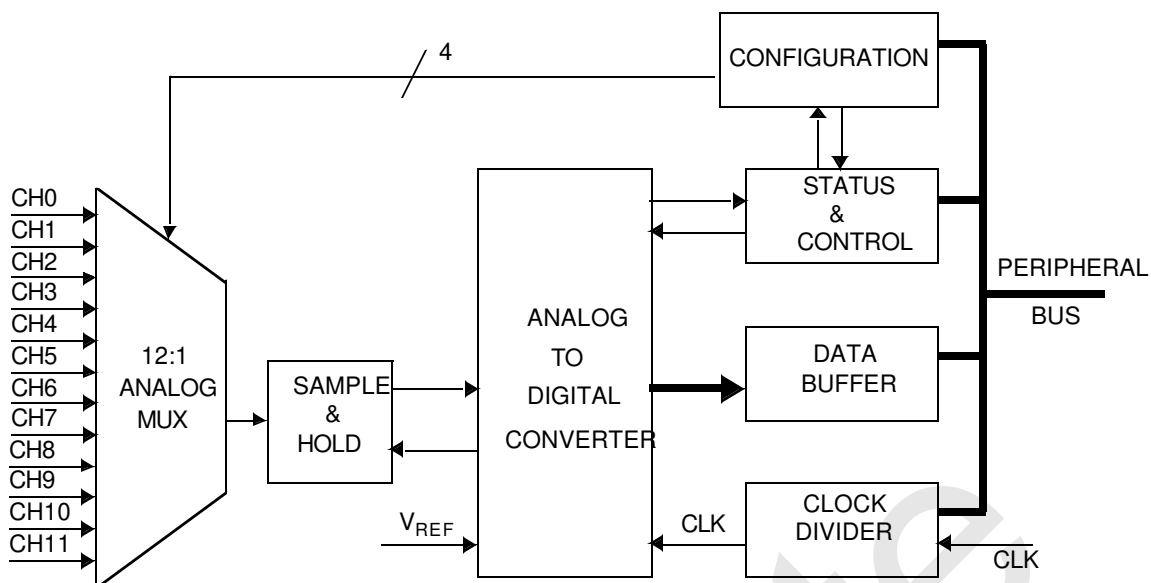 4
CONFIGURATION
CH0
CH1
CH2
CH3
CH4
CH5
CH6
CH7
CH8
CH9
CH10
CH11
12:1
ANALOG
MUX
SAMPLE
&
HOLD
ANALOG
TO
DIGITAL
CONVERTER
VREF
STATUS
&
CONTROL
DATA
BUFFER
CLOCK
DIVIDER
CLK
CLK
PERIPHERAL
BUS